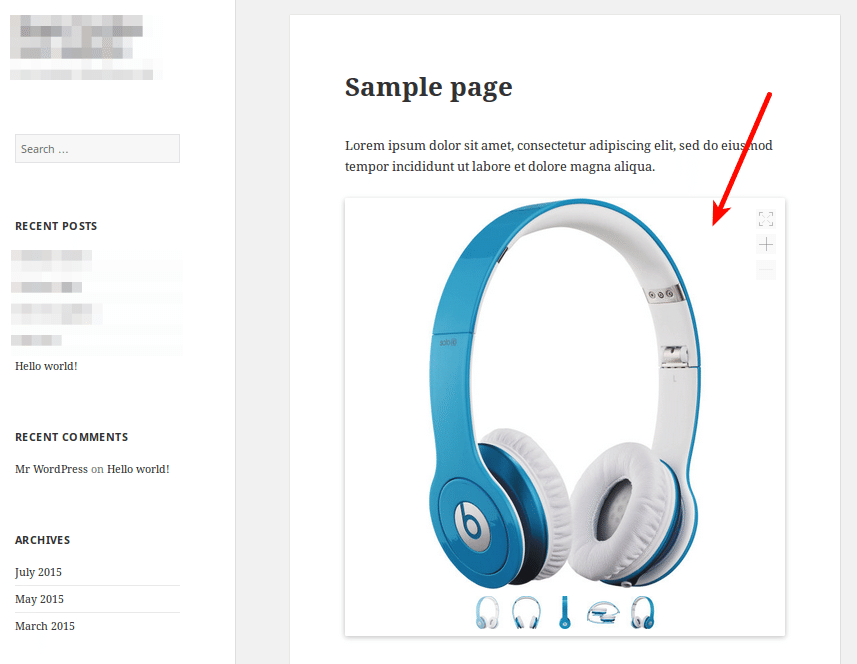 Search ...
RECENT POSTS
Hello world!
RECENT COMMENTS
Mr WordPress on Hello world!
ARCHIVES
July 2015
May 2015
March 2015
Sample page
Lorem ipsum dolor sit amet, consectetur adipiscing elit, sed do eiusmod
tempor incididunt ut labore et dolore magna aliqua.
solo
b